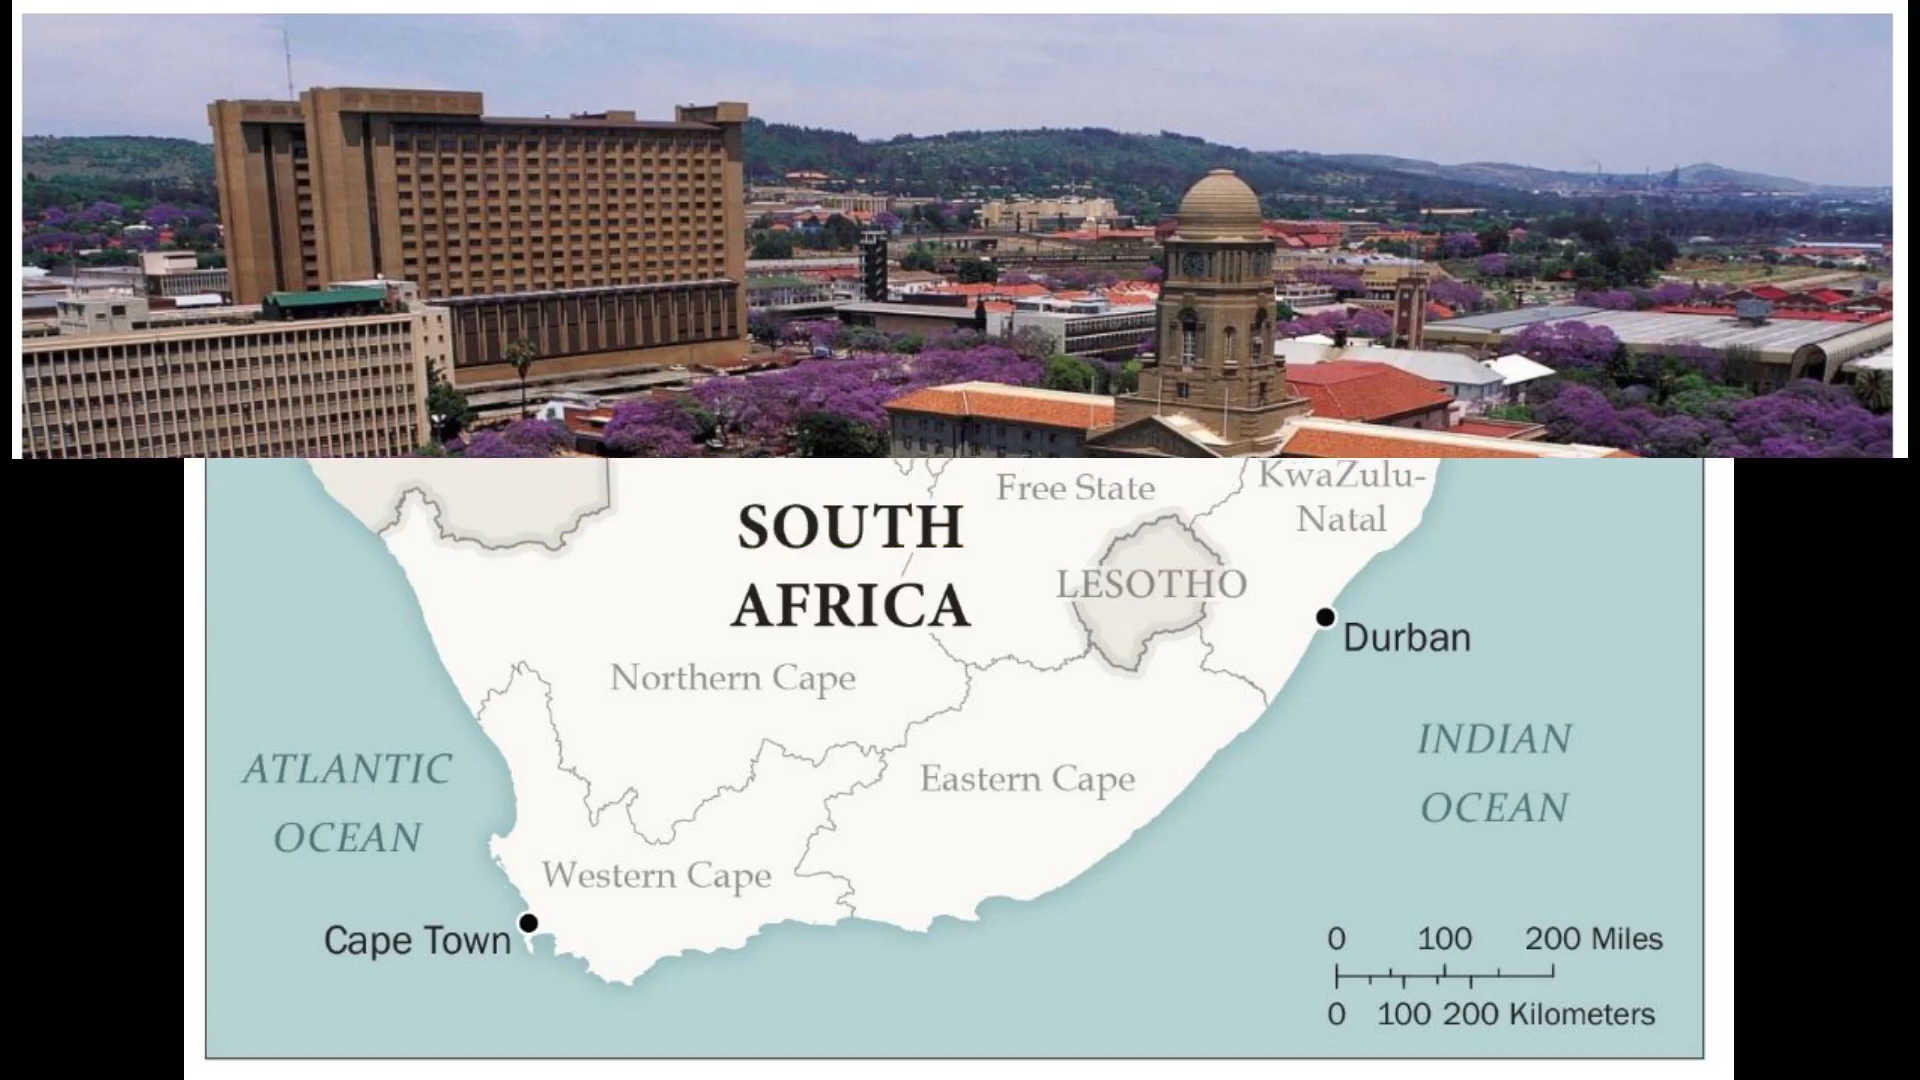 Free State
KwaZulu-
Natal
SOUTH
AFRICA
LESOTHO
Durban
Northern Cape
INDIAN
OCEAN
ATLANTIC
OCEAN
Eastern Cape
Western Cape
Cape Town
0 100 200 Miles
0 100 200 Kilometers